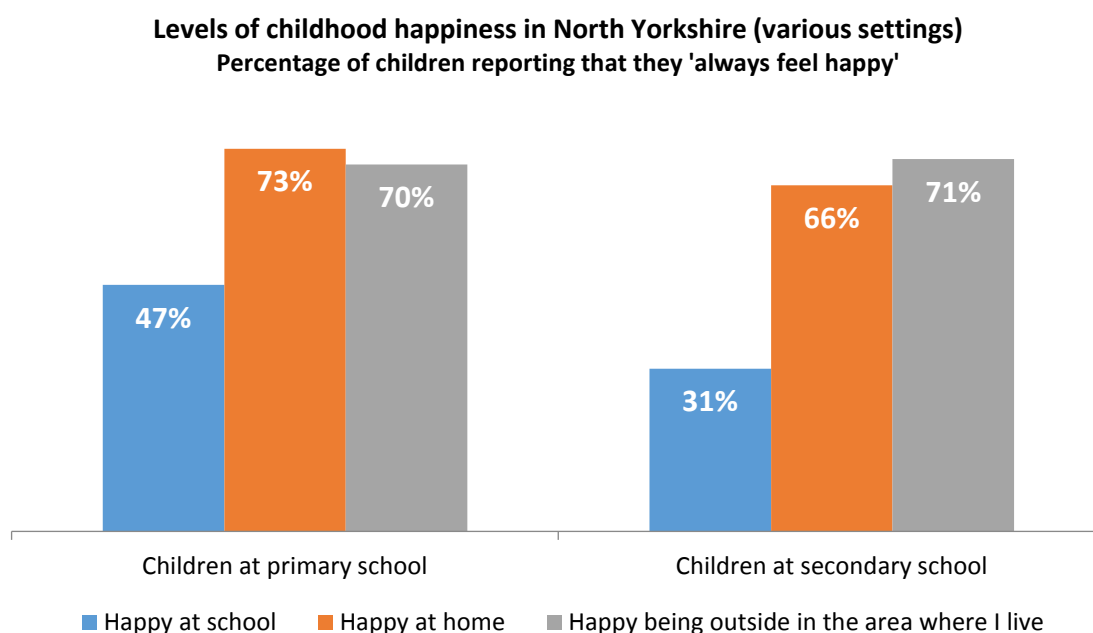 Levels of childhood happiness in North Yorkshire (various settings)
Percentage of children reporting that they 'always feel happy'
47%
73%
70%
31%
66%
71%
Children at primary school
Children at secondary school
Happy at school
Happy at home
Happy being outside in the area where I live